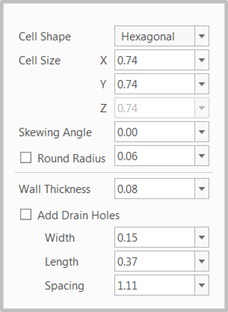 Cell Shape Hexagonal
Cell Size X 0.74
Y 0.74
Z 0.74
Skewing Angle 0.00
Round Radius 0.06
Wall Thickness 0.08
Add Drain Holes
Width 0.15
Length 0.37
Spacing 1.11